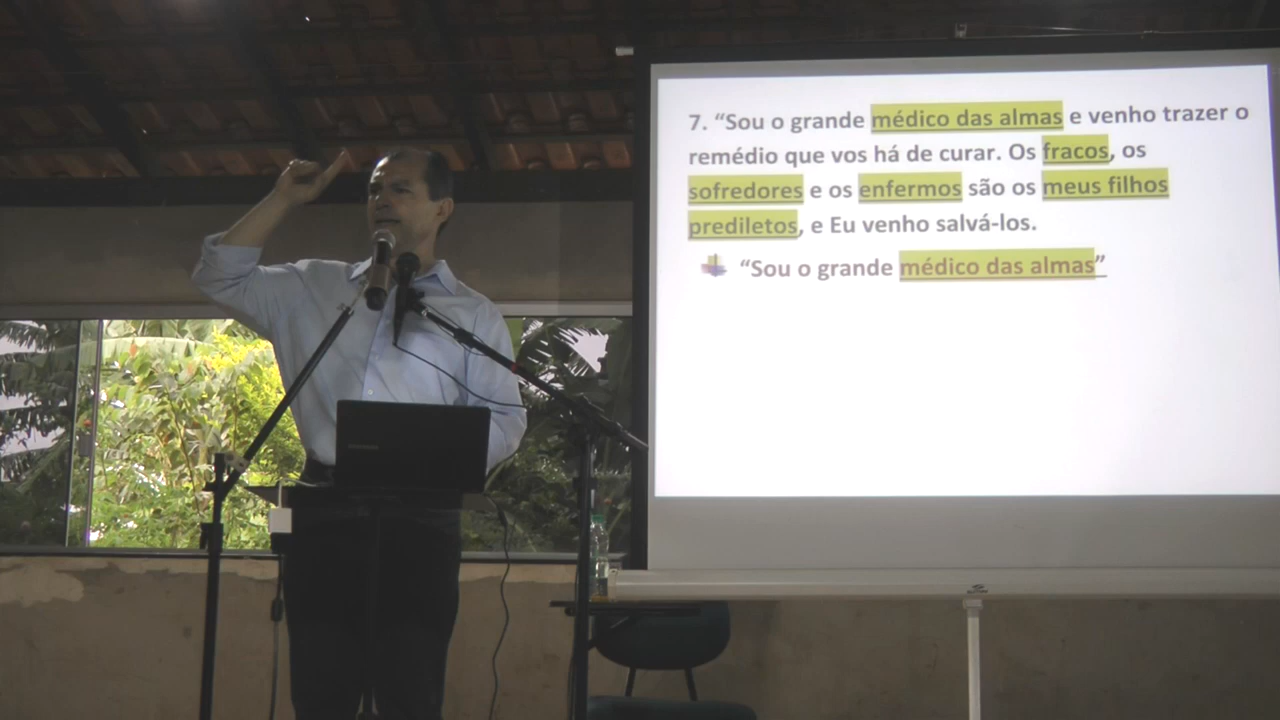 7. “Sou o grande médico das almas e venho trazer o
remédio que vos há de curar. Os fracos, os
sofredores e os enfermos são os meus filhos
prediletos, e Eu venho salvá-los.
“Sou o grande médico das almas”